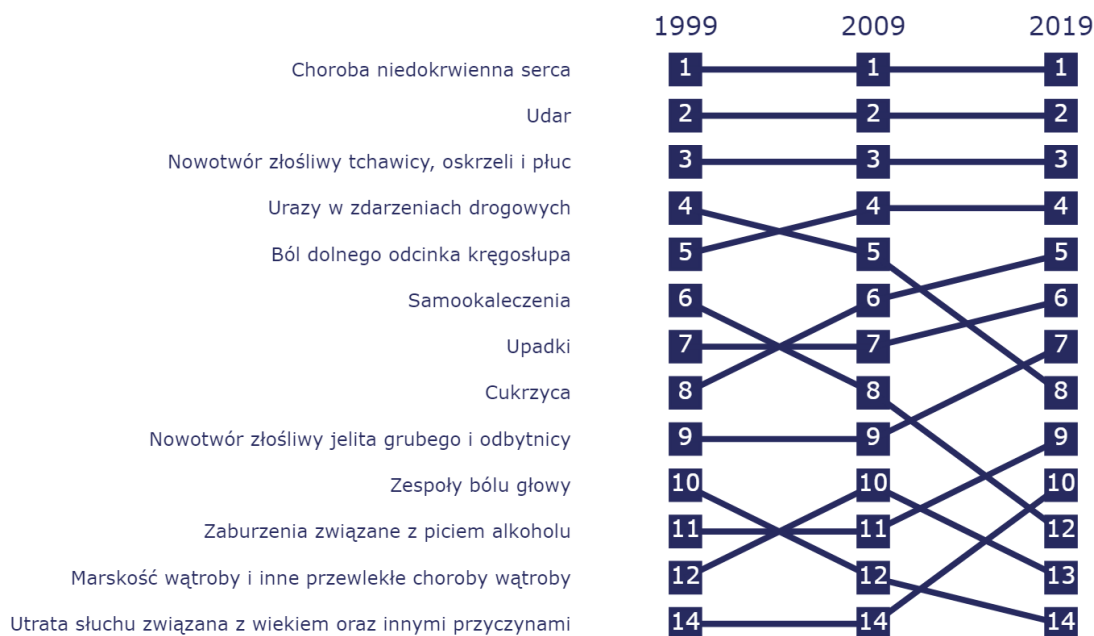 1999 2009 2019
Choroba niedokrwienna serca 1 1 1
Udar 2 2 2
Nowotwór złośliwy tchawicy, oskrzeli i płuc 3 3 3
Urazy w zdarzeniach drogowych 4 4 4
Ból dolnego odcinka kręgosłupa 5 5 5
Samookaleczenia 6 6 6
Upadki 7 7 7
Cukrzyca 8 8 8
Nowotwór złośliwy jelita grubego i odbytnicy 9 9 9
Zespoły bólu głowy 10 10 10
Zaburzenia związane z piciem alkoholu 11 11 12
Marskość wątroby i inne przewlekłe choroby wątroby 12 12 13
Utrata słuchu związana z wiekiem oraz innymi przyczynami 14 14 14